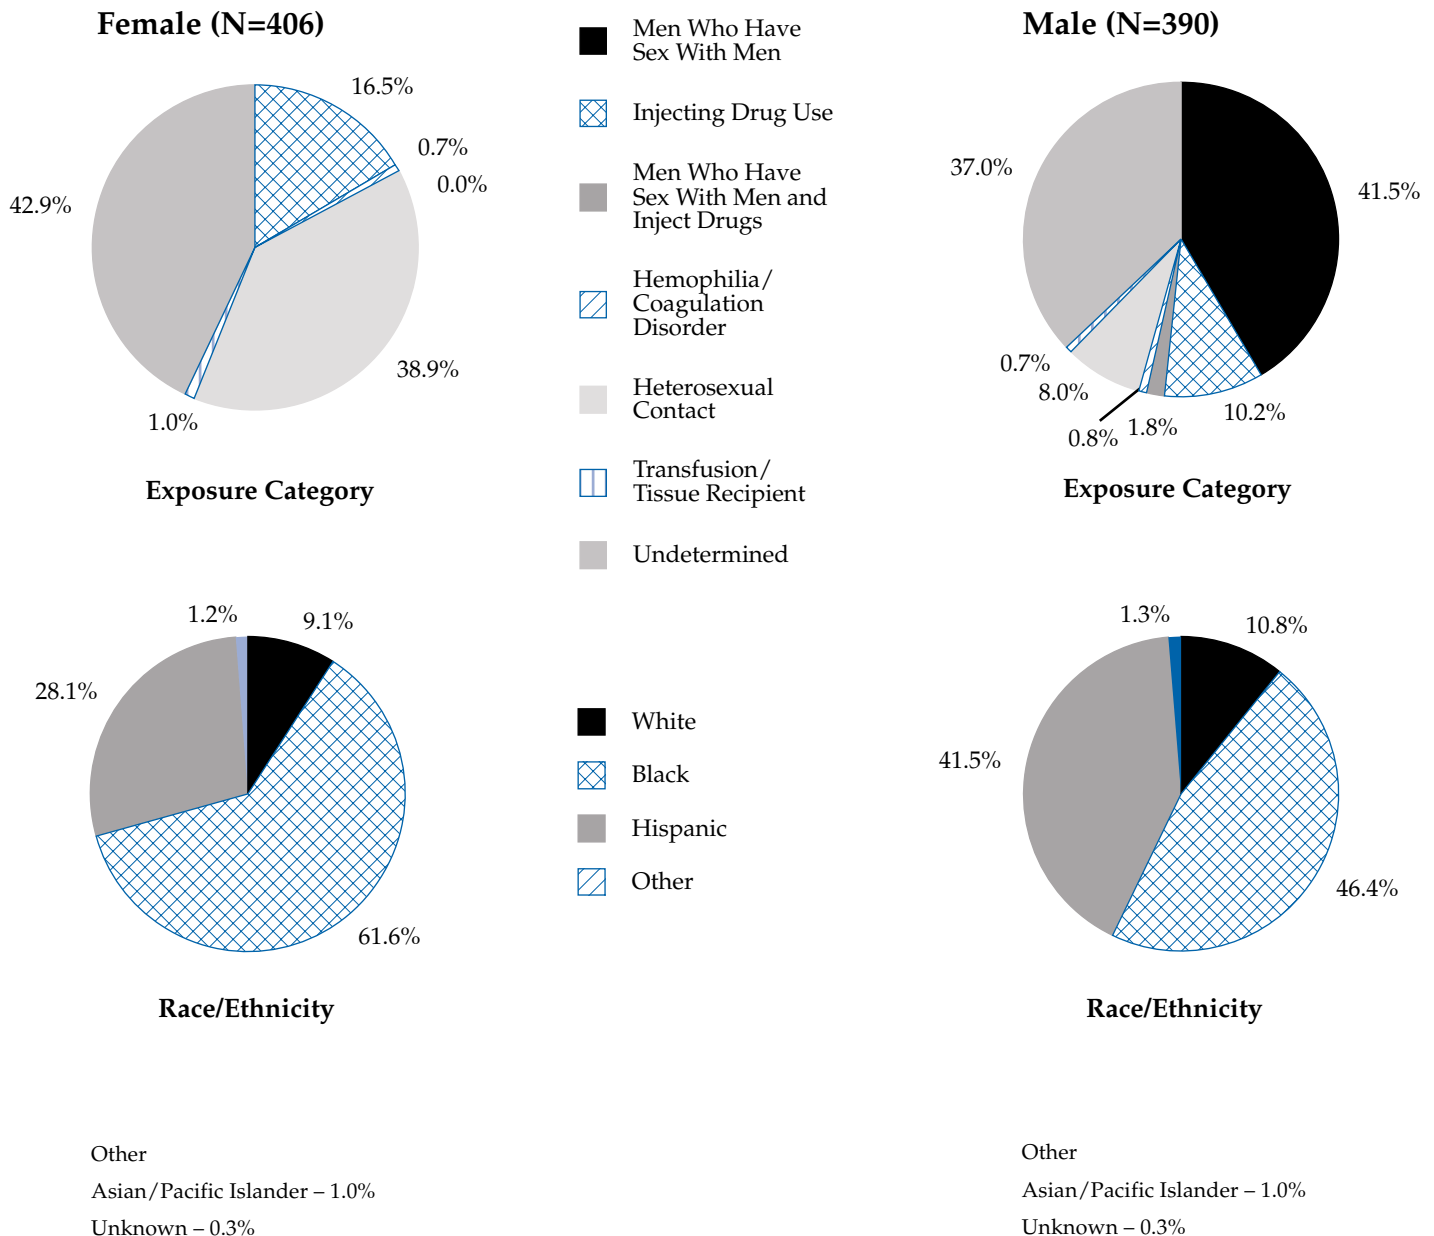 Female (N=406)
16.5%
0.7%
0.0%
42.9%
38.9%
1.0%
Exposure Category
Men Who Have
Sex With Men
Injecting Drug Use
Men Who Have
Sex With Men and
Inject Drugs
Hemophilia/
Coagulation
Disorder
Heterosexual
Contact
Transfusion/
Tissue Recipient
Undetermined
Male (N=390)
37.0%
41.5%
0.7%
8.0%
0.8%
1.8%
10.2%
Exposure Category
1.2%
9.1%
28.1%
61.6%
Race/Ethnicity
White
Black
Hispanic
Other
1.3%
10.8%
41.5%
46.4%
Race/Ethnicity
Other
Asian/Pacific Islander – 1.0%
Unknown – 0.3%
Other
Asian/Pacific Islander – 1.0%
Unknown – 0.3%